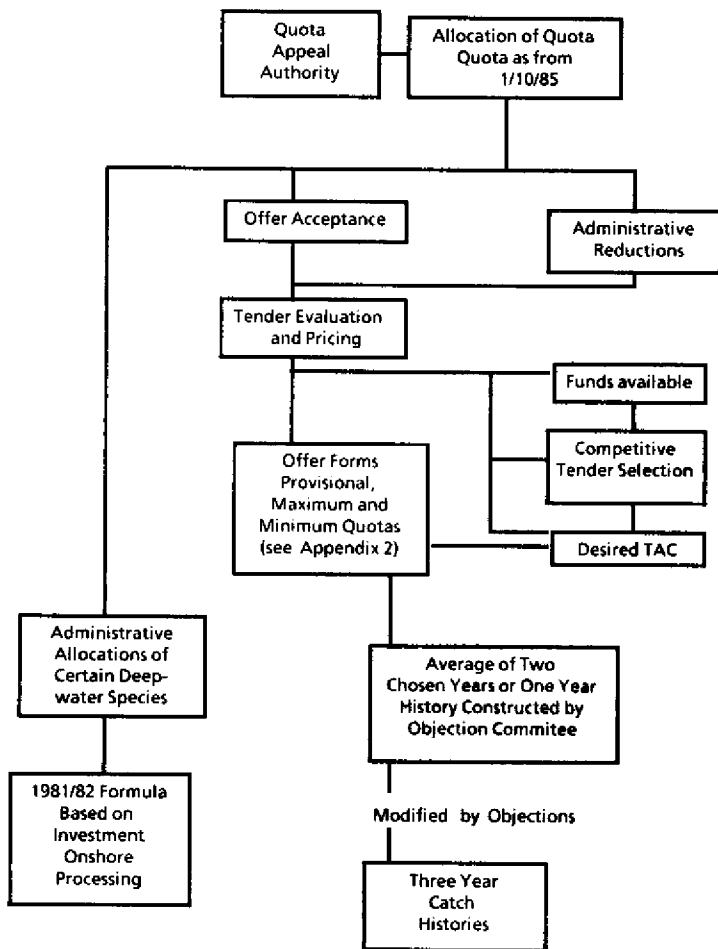 Quota
Appeal
Authority
Allocation of Quota
Quota as from
1/10/85
Offer Acceptance
Administrative
Reductions
Tender Evaluation
and Pricing
Funds available
Competitive
Tender Selection
Desired TAC
Offer Forms
Provisional,
Maximum and
Minimum Quotas
(see Appendix 2)
Administrative
Allocations of
Certain Deep-
water Species
Average of Two
Chosen Years or One Year
History Constructed by
Objection Commitee
1981/82 Formula
Based on
Investment
Onshore
Processing
Modified by Objections
Three Year
Catch
Histories